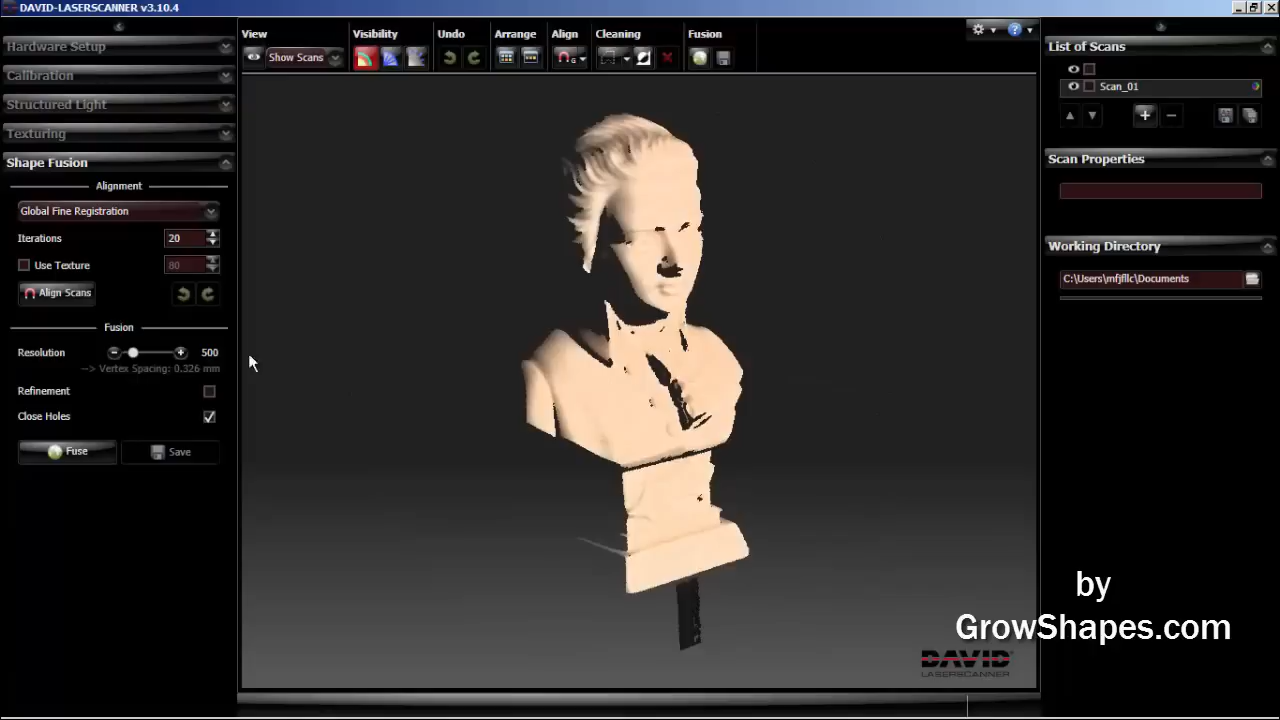 DAVID-LASERSCANNER v3.10.4
Hardware Setup
Calibration
Structured Light
Texturing
Shape Fusion
Alignment
Global Fine Registration
Iterations 20
Use Texture 80
Align Scans
Fusion
Resolution 500
--> Vertex Spacing: 0.326 mm
Refinement
Close Holes
Fuse Save
View Visibility Undo Arrange Align Cleaning Fusion
Show Scans
List of Scans
Scan_01
Scan Properties
Working Directory
C:\Users\mfjfllc\Documents
by
GrowShapes.com
DAVID
LASERSCANNER